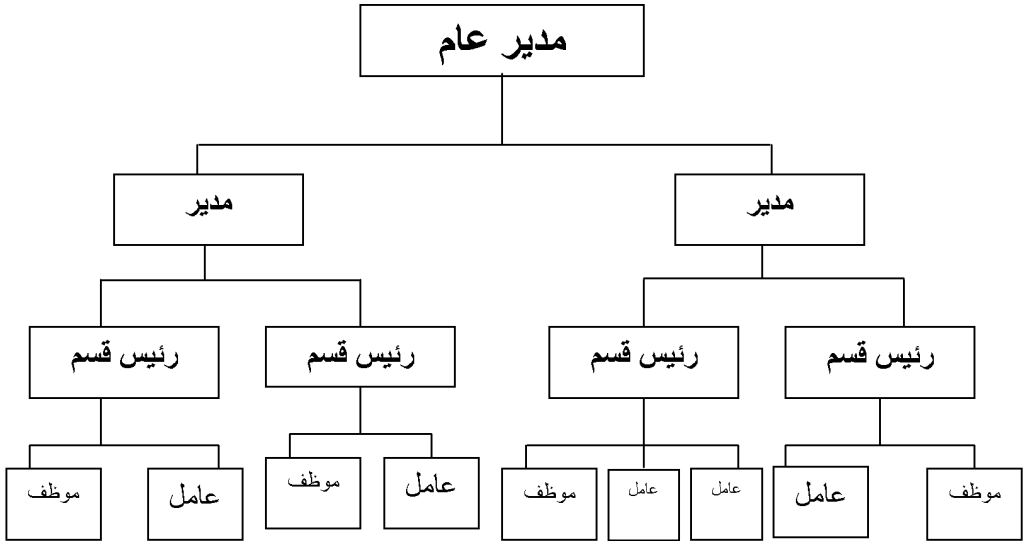 مدير عام
مدير
مدير
رئيس قسم
رئيس قسم
رئيس قسم
رئيس قسم
موظف
عامل
عامل
عامل
موظف
عامل
موظف
عامل
موظف